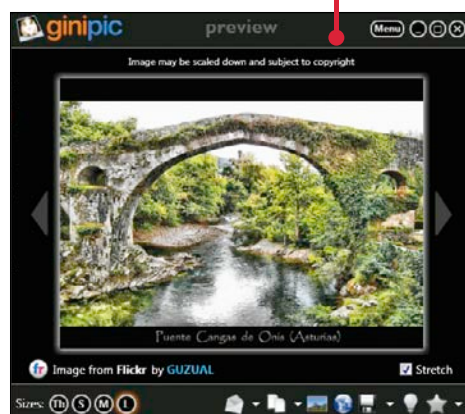 ginipic preview Menu
Image may be scaled down and subject to copyright
Puente Cangas de Onis (Asturias)
fr Image from Flickr by GUZUAL Stretch
Sizes: Th S M L